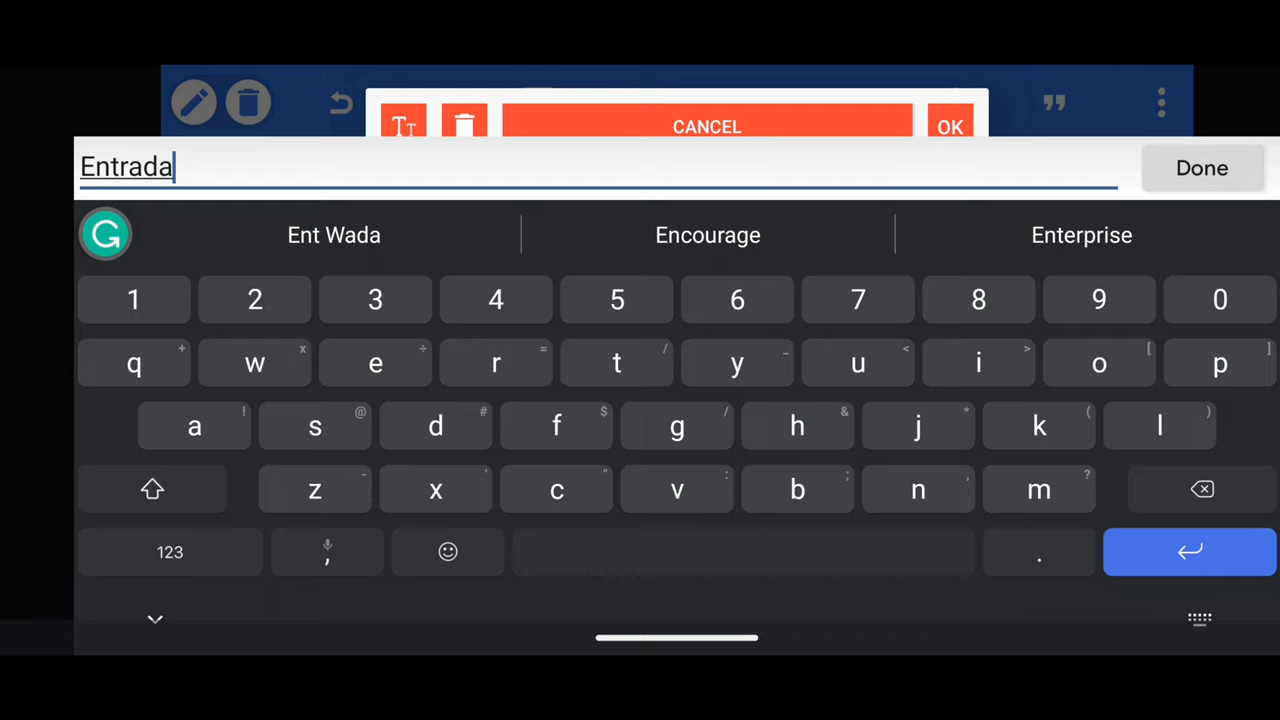 TT CANCEL OK
Entrada Done
Ent Wada Encourage Enterprise
1 2 3 4 5 6 7 8 9 0
q + w x e ÷ r = t / y _ u < i > o [ p ]
a ! s @ d # f $ g / h & j * k ( l )
z - x ' c " v : b ; n , m ?
123 , .